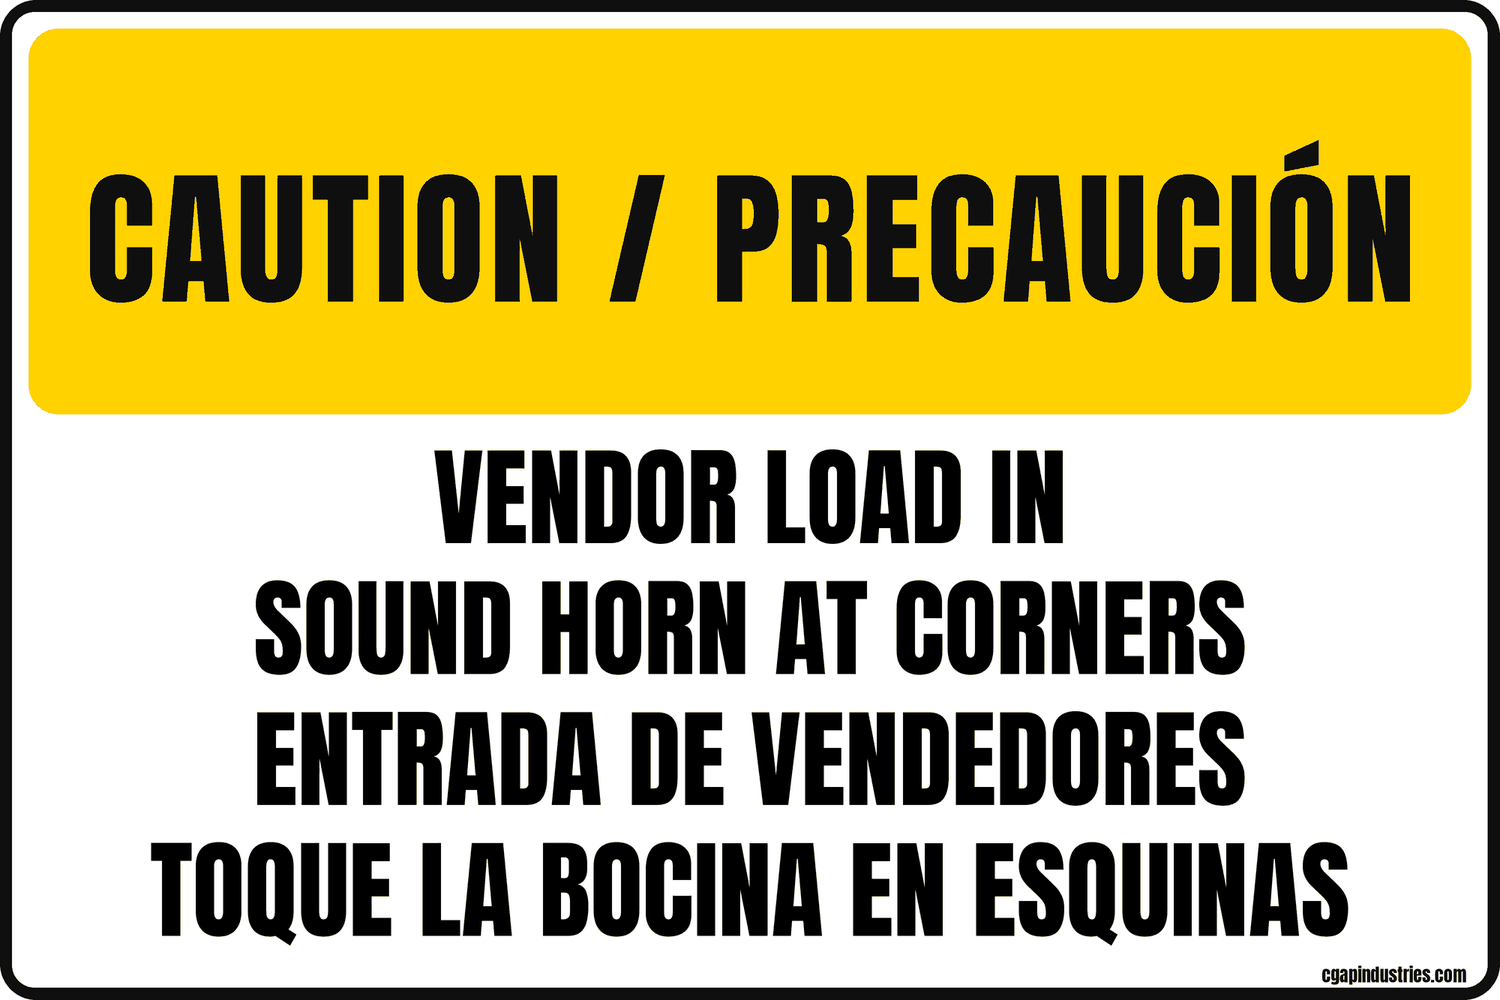 CAUTION / PRECAUCIÓN
VENDOR LOAD IN
SOUND HORN AT CORNERS
ENTRADA DE VENDEDORES
TOQUE LA BOCINA EN ESQUINAS
cgapindustries.com